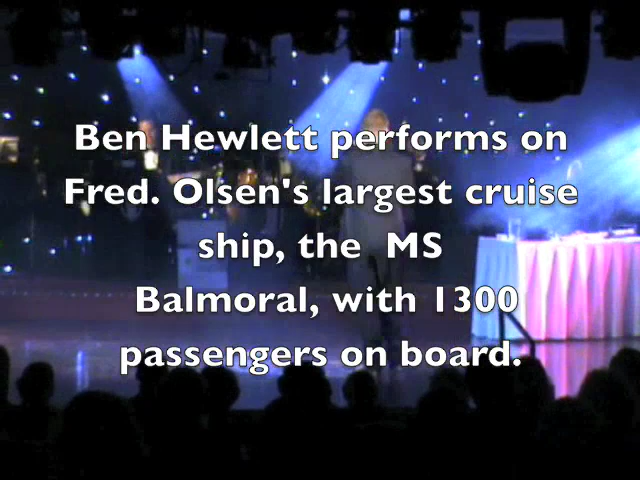 Ben Hewlett performs on
Fred. Olsen's largest cruise
ship, the  MS
Balmoral, with 1300
passengers on board.